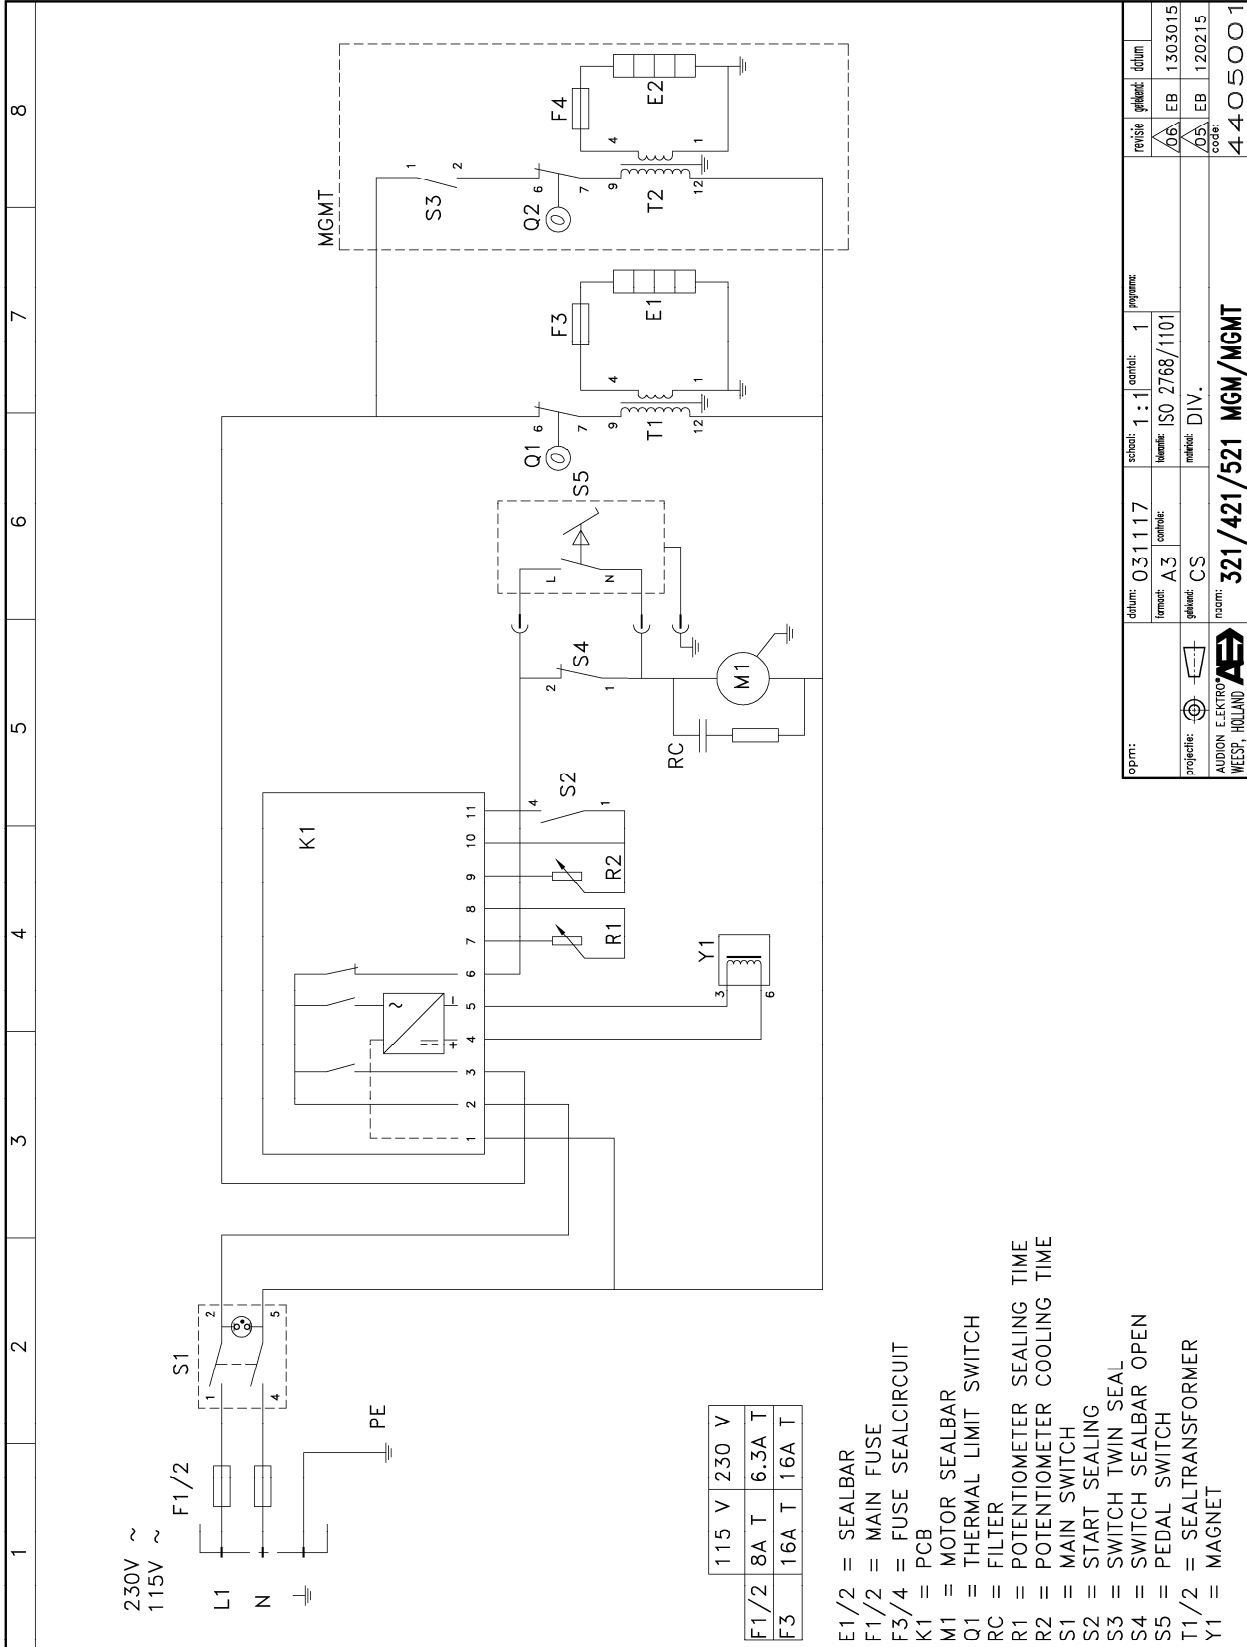 1
2
3
4
5
6
7
8
230V ~
115V ~
L1
N
F1/2
PE
S1
1
2
4
5
K1
~
+
-
1
2
3
4
5
6
7
8
9
10
11
R1
R2
S2
4
1
Y1
3
6
RC
M1
S4
2
1
S5
L
N
Q1
6
7
9
12
T1
4
1
F3
E1
MGMT
S3
1
2
Q2
6
7
9
12
T2
4
1
F4
E2
115 V 230 V
F1/2 8A T 6.3A T
F3 16A T 16A T
E1/2 = SEALBAR
F1/2 = MAIN FUSE
F3/4 = FUSE SEALCIRCUIT
K1 = PCB
M1 = MOTOR SEALBAR
Q1 = THERMAL LIMIT SWITCH
RC = FILTER
R1 = POTENTIOMETER SEALING TIME
R2 = POTENTIOMETER COOLING TIME
S1 = MAIN SWITCH
S2 = START SEALING
S3 = SWITCH TWIN SEAL
S4 = SWITCH SEALBAR OPEN
S5 = PEDAL SWITCH
T1/2 = SEALTRANSFORMER
Y1 = MAGNET
opm:
projectie:
AUDION ELEKTRO
WEESP, HOLLAND
AE
datum: 031117
schaal: 1:1
aantal: 1
programma:
formaat: A3
controle:
tolerantie: ISO 2768/1101
getekend: CS
materiaal: DIV.
naam: 321/421/521 MGM/MGMT
revisie getekend: datum
06 EB 1303015
05 EB 120215
code:
4405001